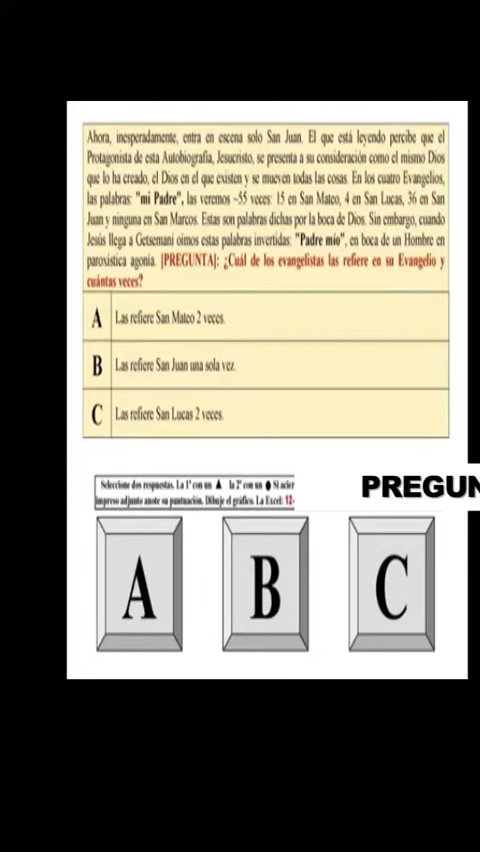 Ahora, inesperadamente, entra en escena solo San Juan. El que está leyendo percibe que el
Protagonista de esta Autobiografía, Jesucristo, se presenta a su consideración como el mismo Dios
que lo ha creado, el Dios en el que existen y se mueven todas las cosas. En los cuatro Evangelios,
las palabras: "mi Padre", las veremos ~55 veces: 15 en San Mateo, 4 en San Lucas, 36 en San
Juan y ninguna en San Marcos. Estas son palabras dichas por la boca de Dios. Sin embargo, cuando
Jesús llega a Getsemaní oímos estas palabras invertidas: "Padre mío", en boca de un Hombre en
paroxística agonía. [PREGUNTA]: ¿Cuál de los evangelistas las refiere en su Evangelio y
cuántas veces?
A Las refiere San Mateo 2 veces.
B Las refiere San Juan una sola vez.
C Las refiere San Lucas 2 veces.
Seleccione dos respuestas. La 1ª con un ▲ la 2ª con un ● Si acier
impreso adjunto anote su puntuación. Dibuje el gráfico. La Excel: 12-
PREGUN
A B C